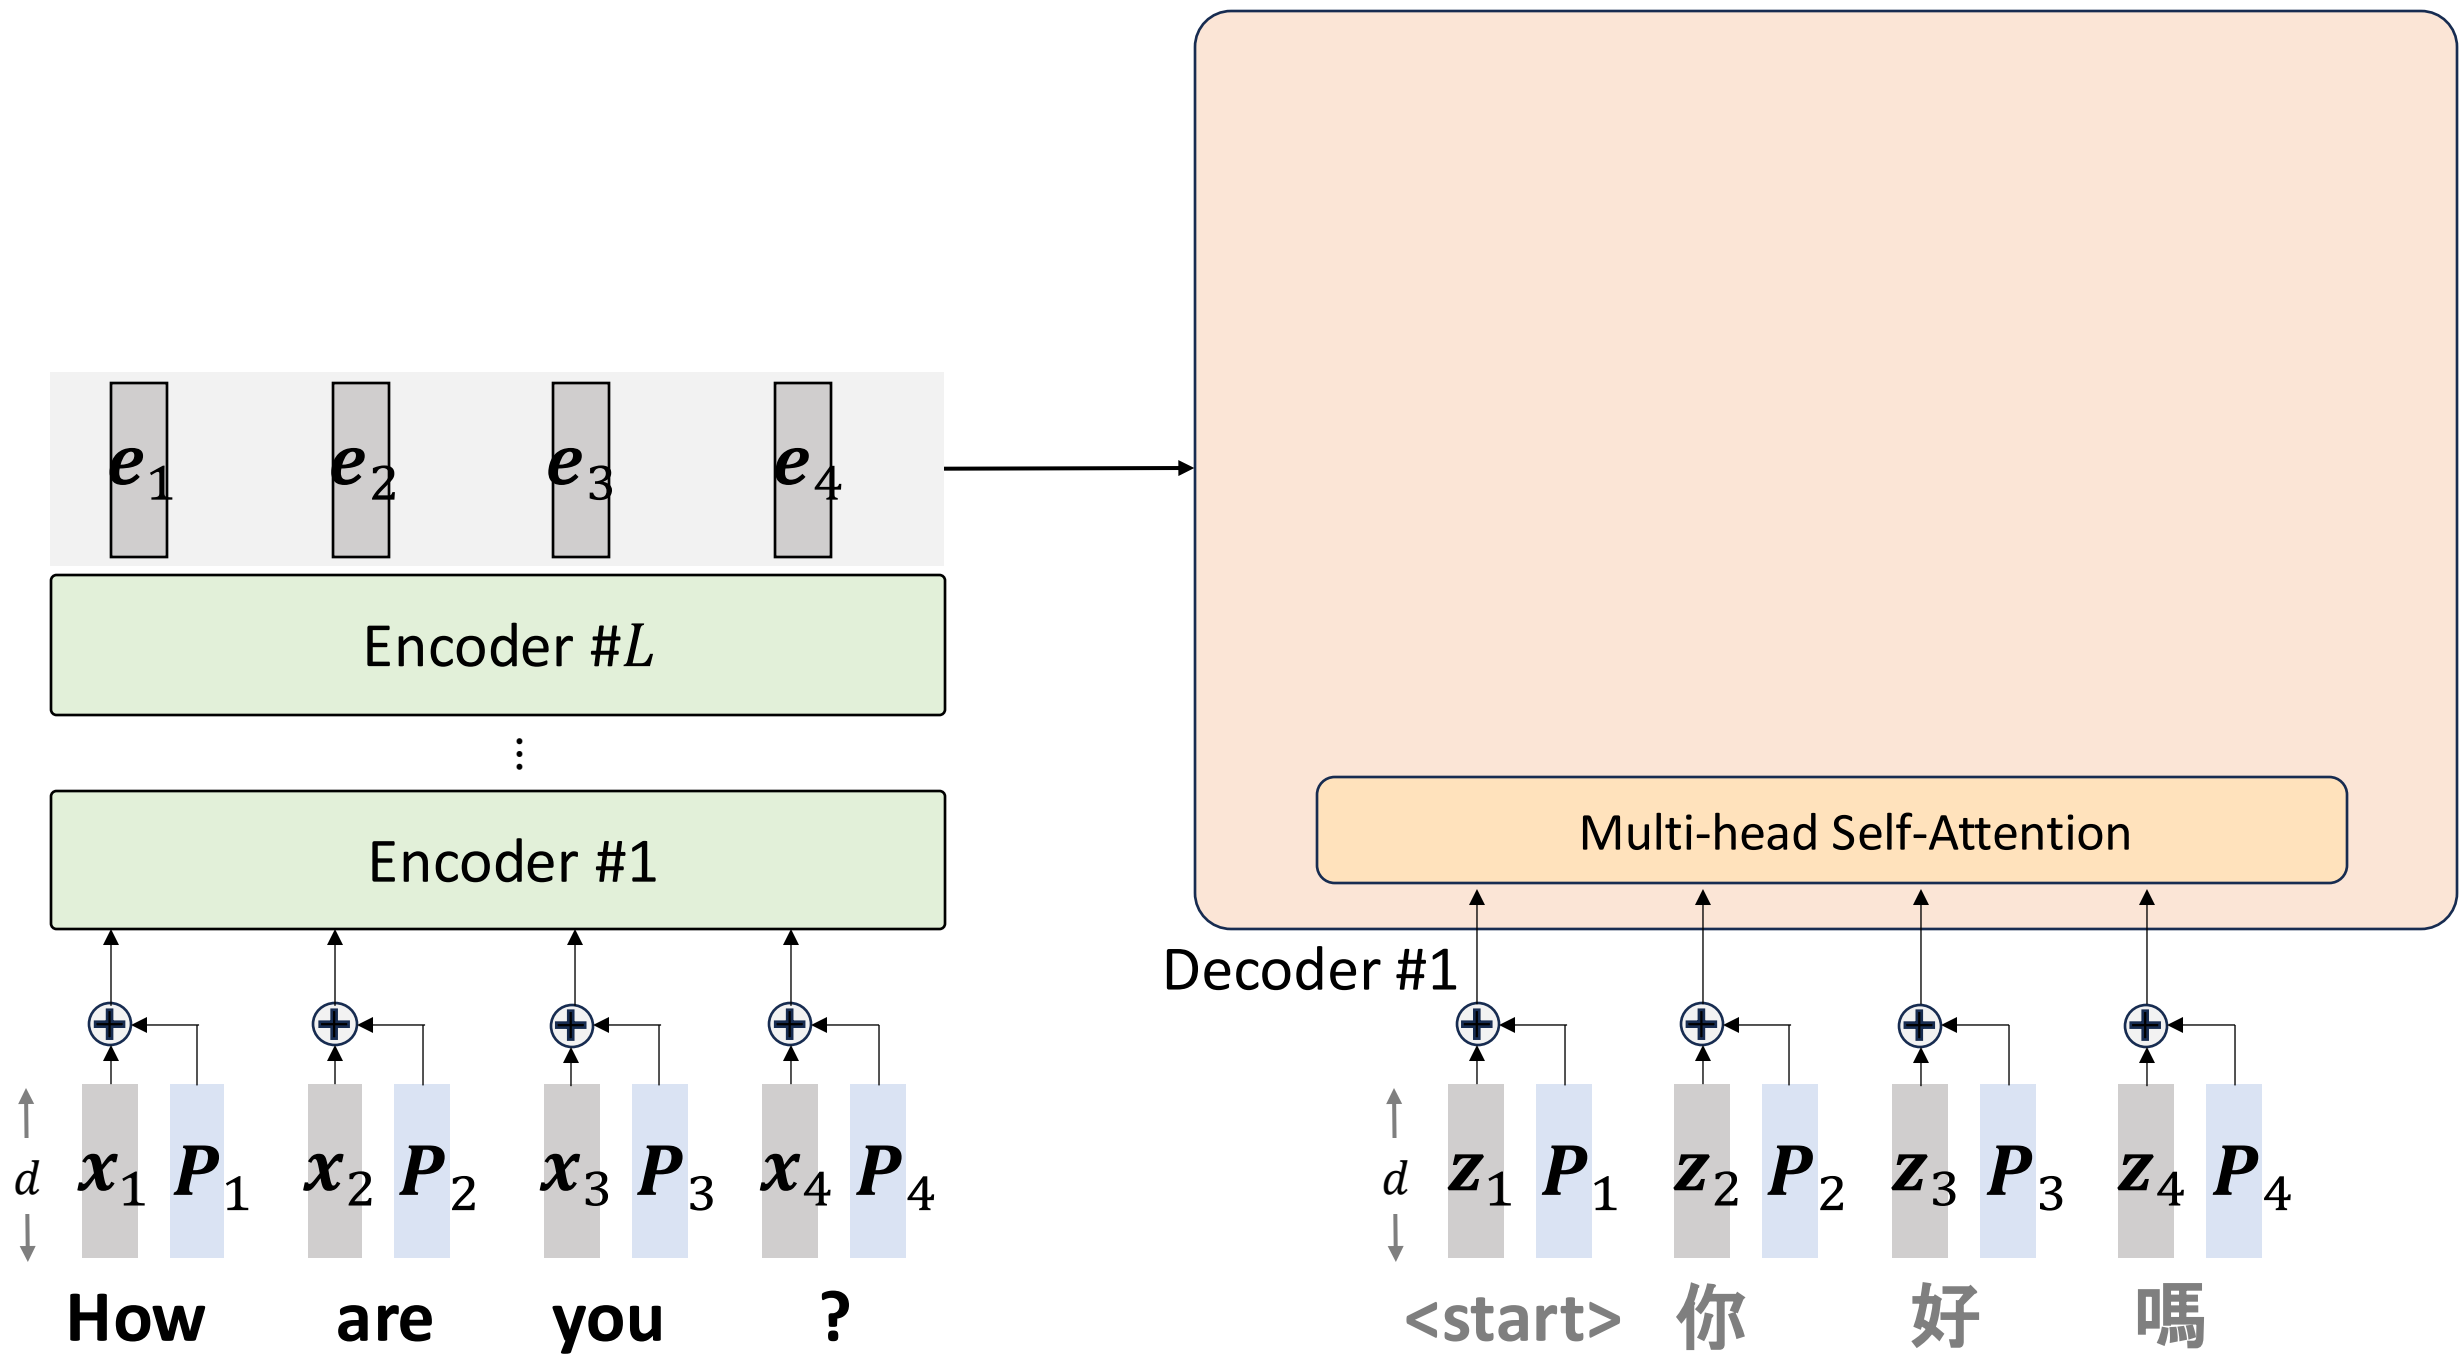 e1 e2 e3 e4
Encoder #L
⋮
Encoder #1
d x1 P1 x2 P2 x3 P3 x4 P4
How are you ?
Multi-head Self-Attention
Decoder #1
d z1 P1 z2 P2 z3 P3 z4 P4
<start> 你 好 嗎